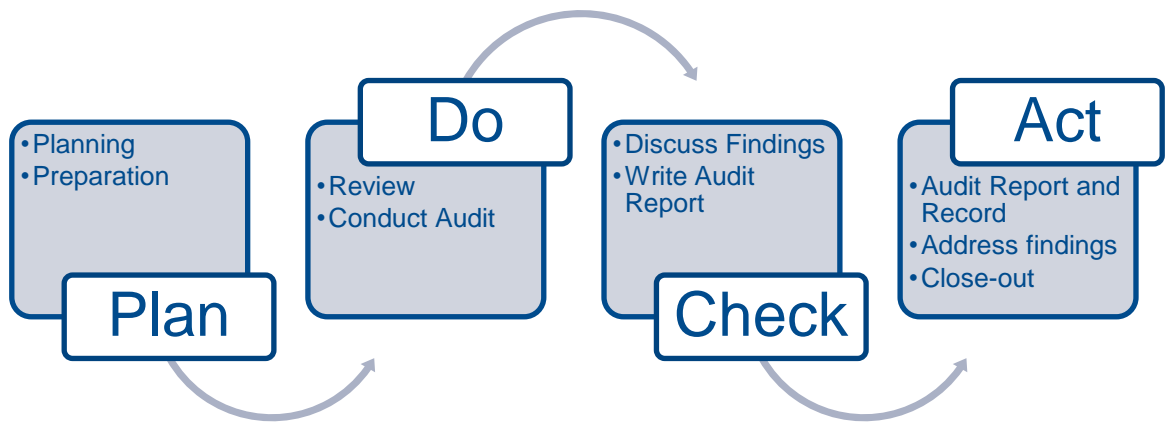 •Planning
•Preparation
Plan
Do
•Review
•Conduct Audit
•Discuss Findings
•Write Audit
Report
Check
Act
•Audit Report and
Record
•Address findings
•Close-out